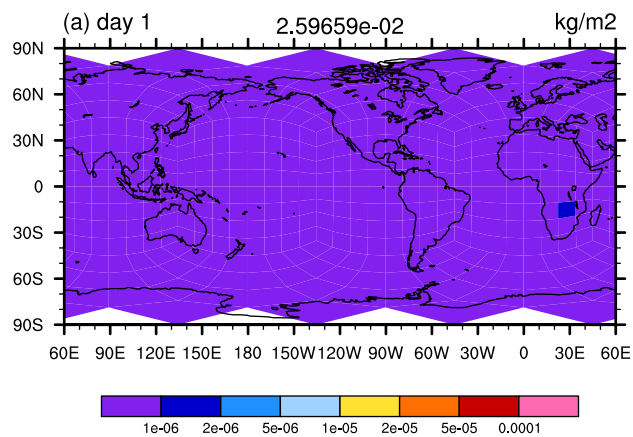 (a) day 1 2.59659e-02 kg/m2
90N
60N
30N
0
30S
60S
90S
60E 90E 120E 150E 180 150W 120W 90W 60W 30W 0 30E 60E
1e-06 2e-06 5e-06 1e-05 2e-05 5e-05 0.0001